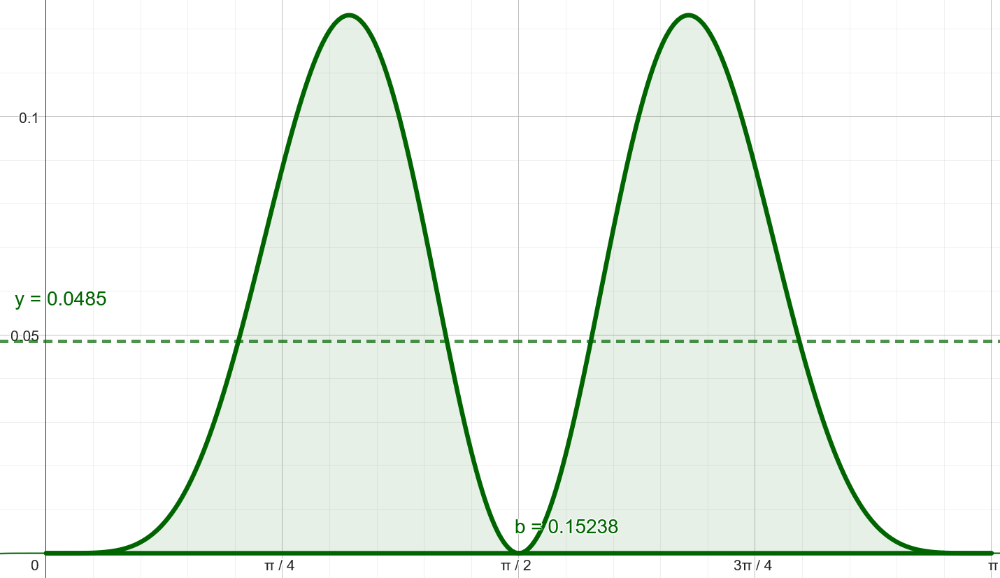 0.1
y = 0.0485
0.05
b = 0.15238
0 π / 4 π / 2 3π / 4 π